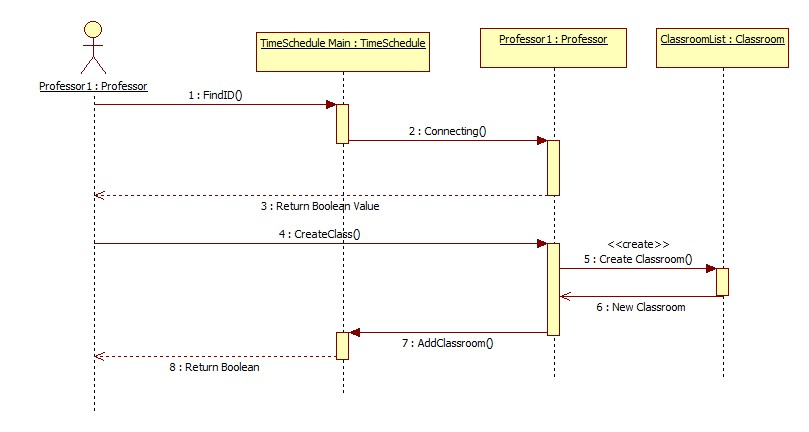 TimeSchedule Main : TimeSchedule
Professor1 : Professor
ClassroomList : Classroom
Professor1 : Professor
1 : FindID()
2 : Connecting()
3 : Return Boolean Value
4 : CreateClass()
<<create>>
5 : Create Classroom()
6 : New Classroom
7 : AddClassroom()
8 : Return Boolean